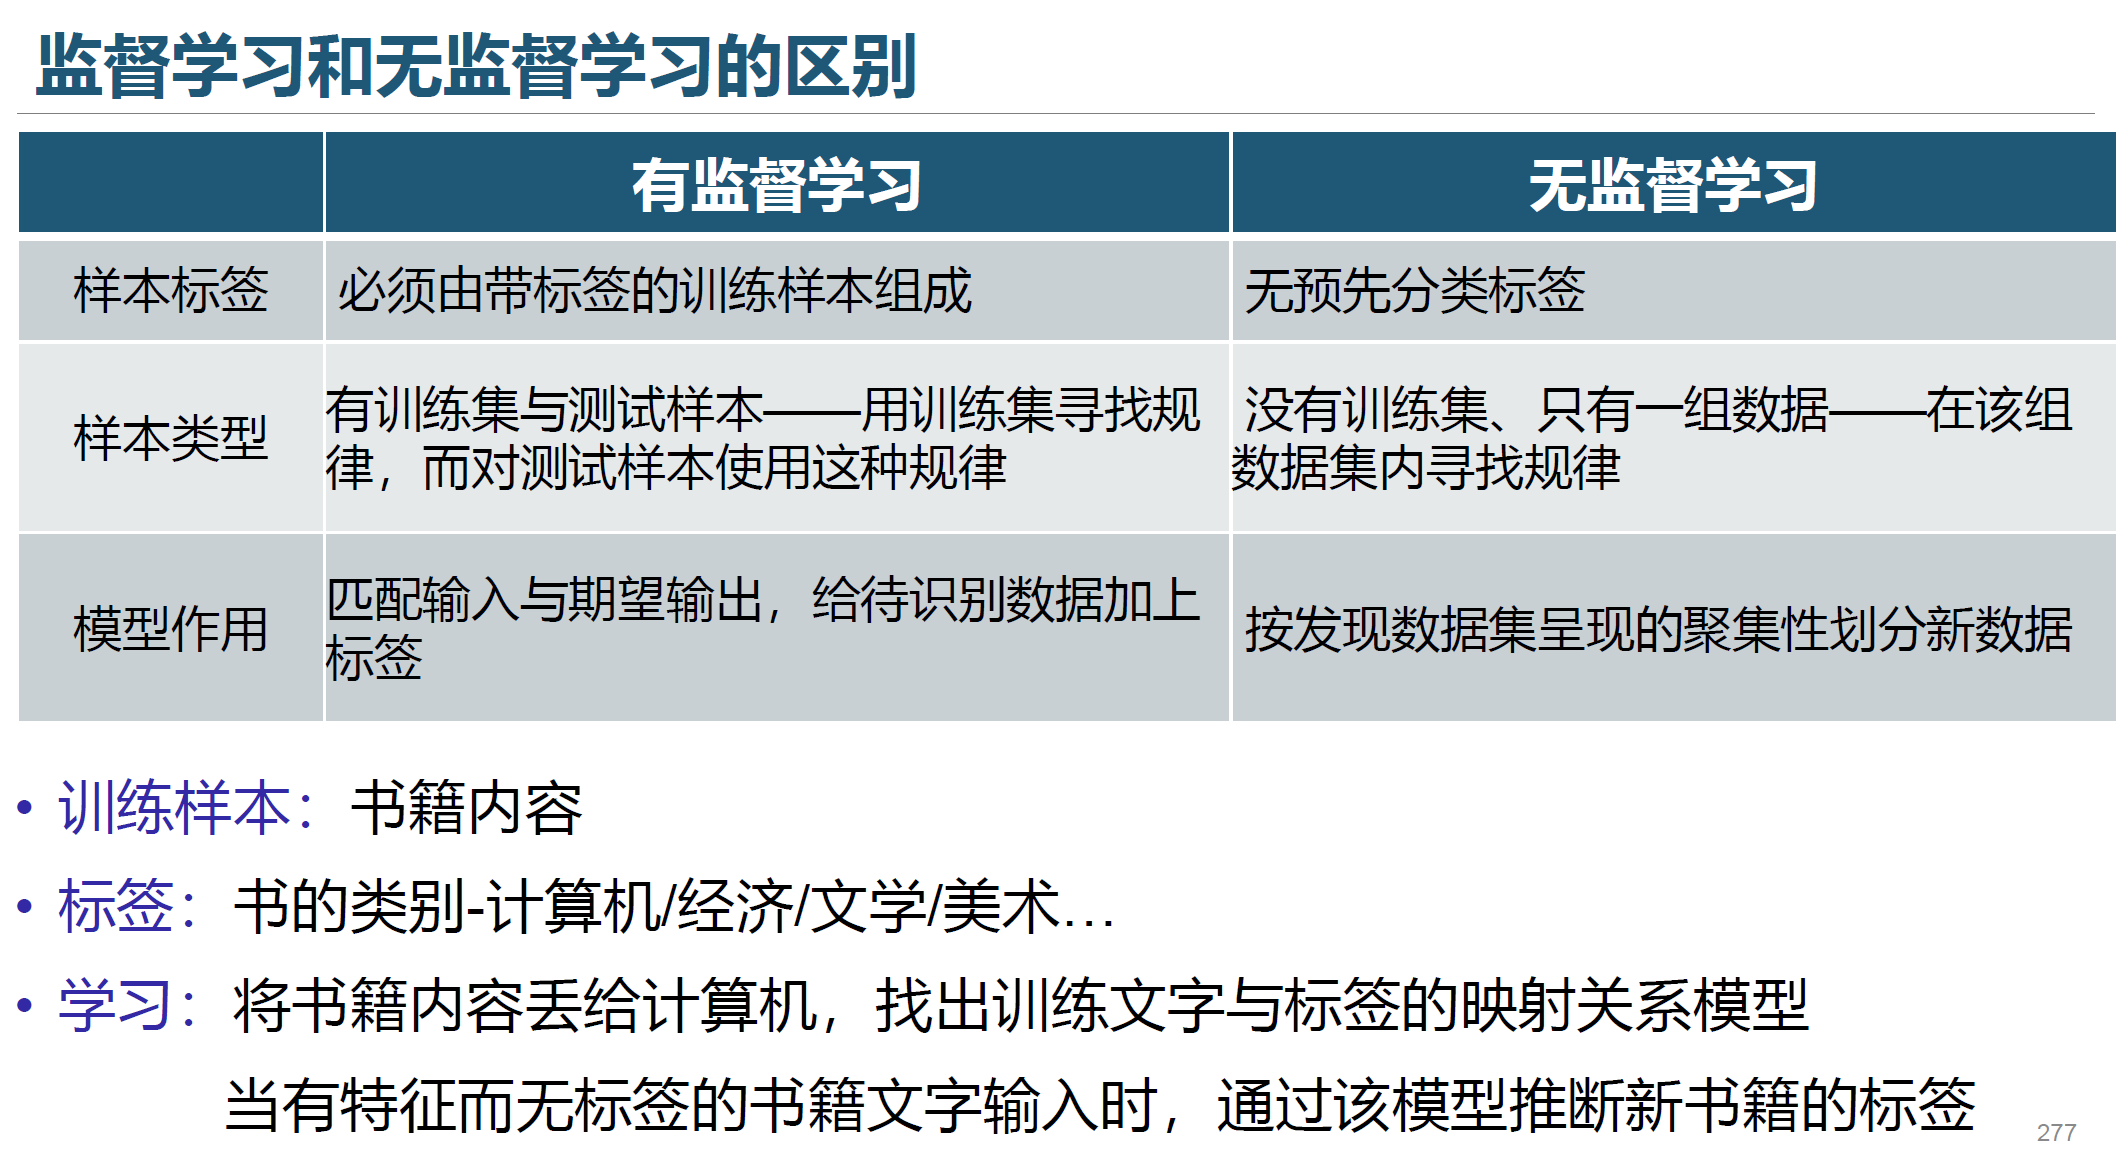 监督学习和无监督学习的区别
有监督学习 无监督学习
样本标签 必须由带标签的训练样本组成 无预先分类标签
样本类型 有训练集与测试样本——用训练集寻找规
律，而对测试样本使用这种规律
没有训练集、只有一组数据——在该组
数据集内寻找规律
模型作用 匹配输入与期望输出，给待识别数据加上
标签
按发现数据集呈现的聚集性划分新数据
• 训练样本：书籍内容
• 标签：书的类别-计算机/经济/文学/美术…
• 学习：将书籍内容丢给计算机，找出训练文字与标签的映射关系模型
当有特征而无标签的书籍文字输入时，通过该模型推断新书籍的标签
277